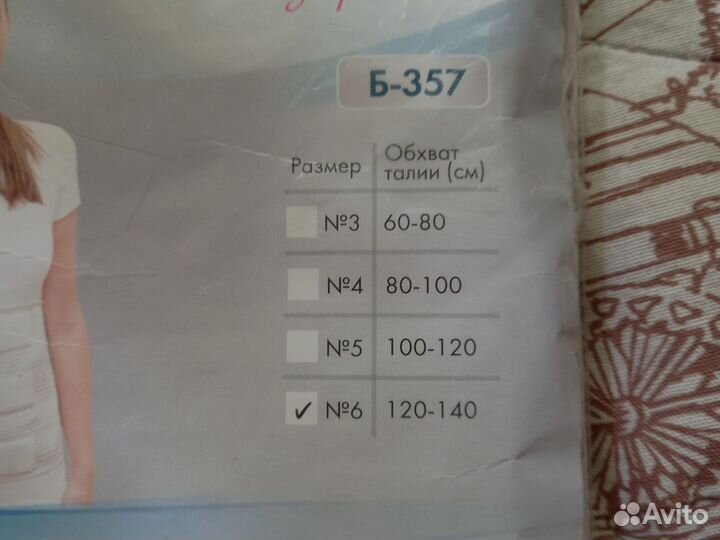 Б-357
Размер Обхват талии (см)
№3 60-80
№4 80-100
№5 100-120
✓ №6 120-140
Avito